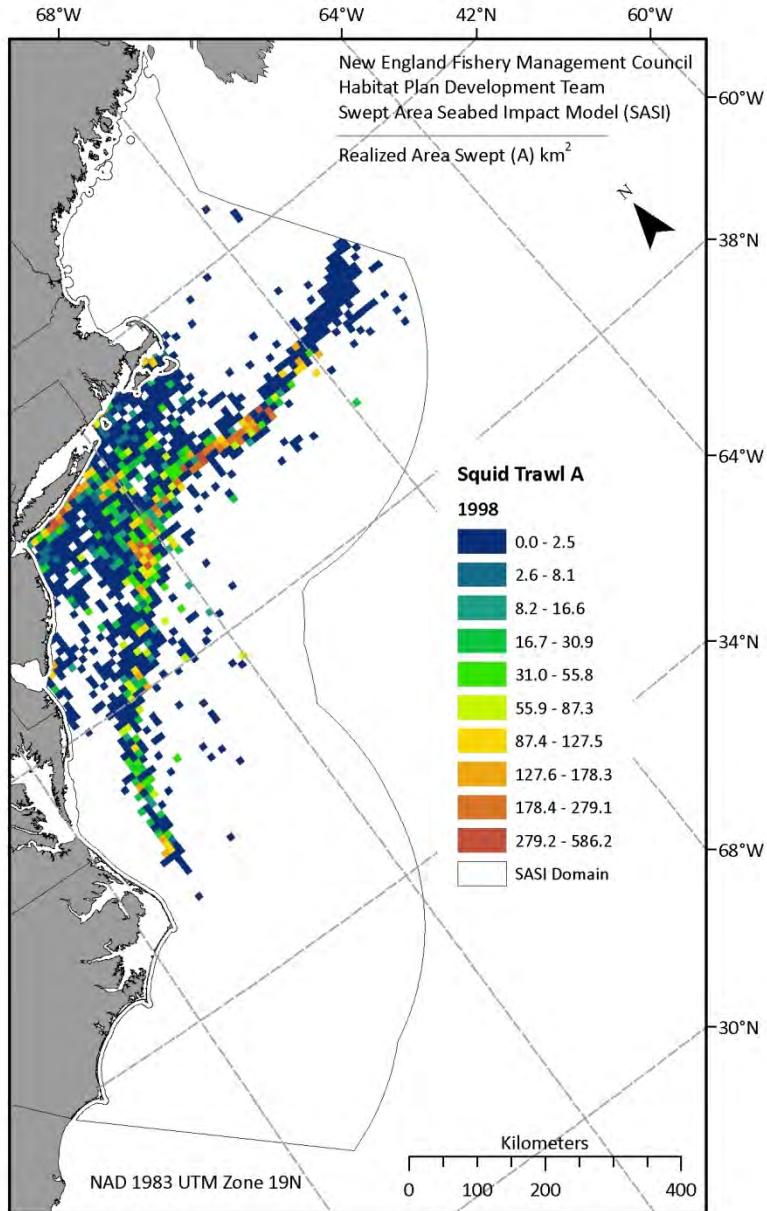 68°W 64°W 42°N 60°W
New England Fishery Management Council
Habitat Plan Development Team
Swept Area Seabed Impact Model (SASI)
Realized Area Swept (A) km²
60°W
N
38°N
64°W
Squid Trawl A
1998
0.0 - 2.5
2.6 - 8.1
8.2 - 16.6
16.7 - 30.9
34°N
31.0 - 55.8
55.9 - 87.3
87.4 - 127.5
127.6 - 178.3
178.4 - 279.1
279.2 - 586.2
68°W
SASI Domain
30°N
Kilometers
NAD 1983 UTM Zone 19N
0 100 200 400